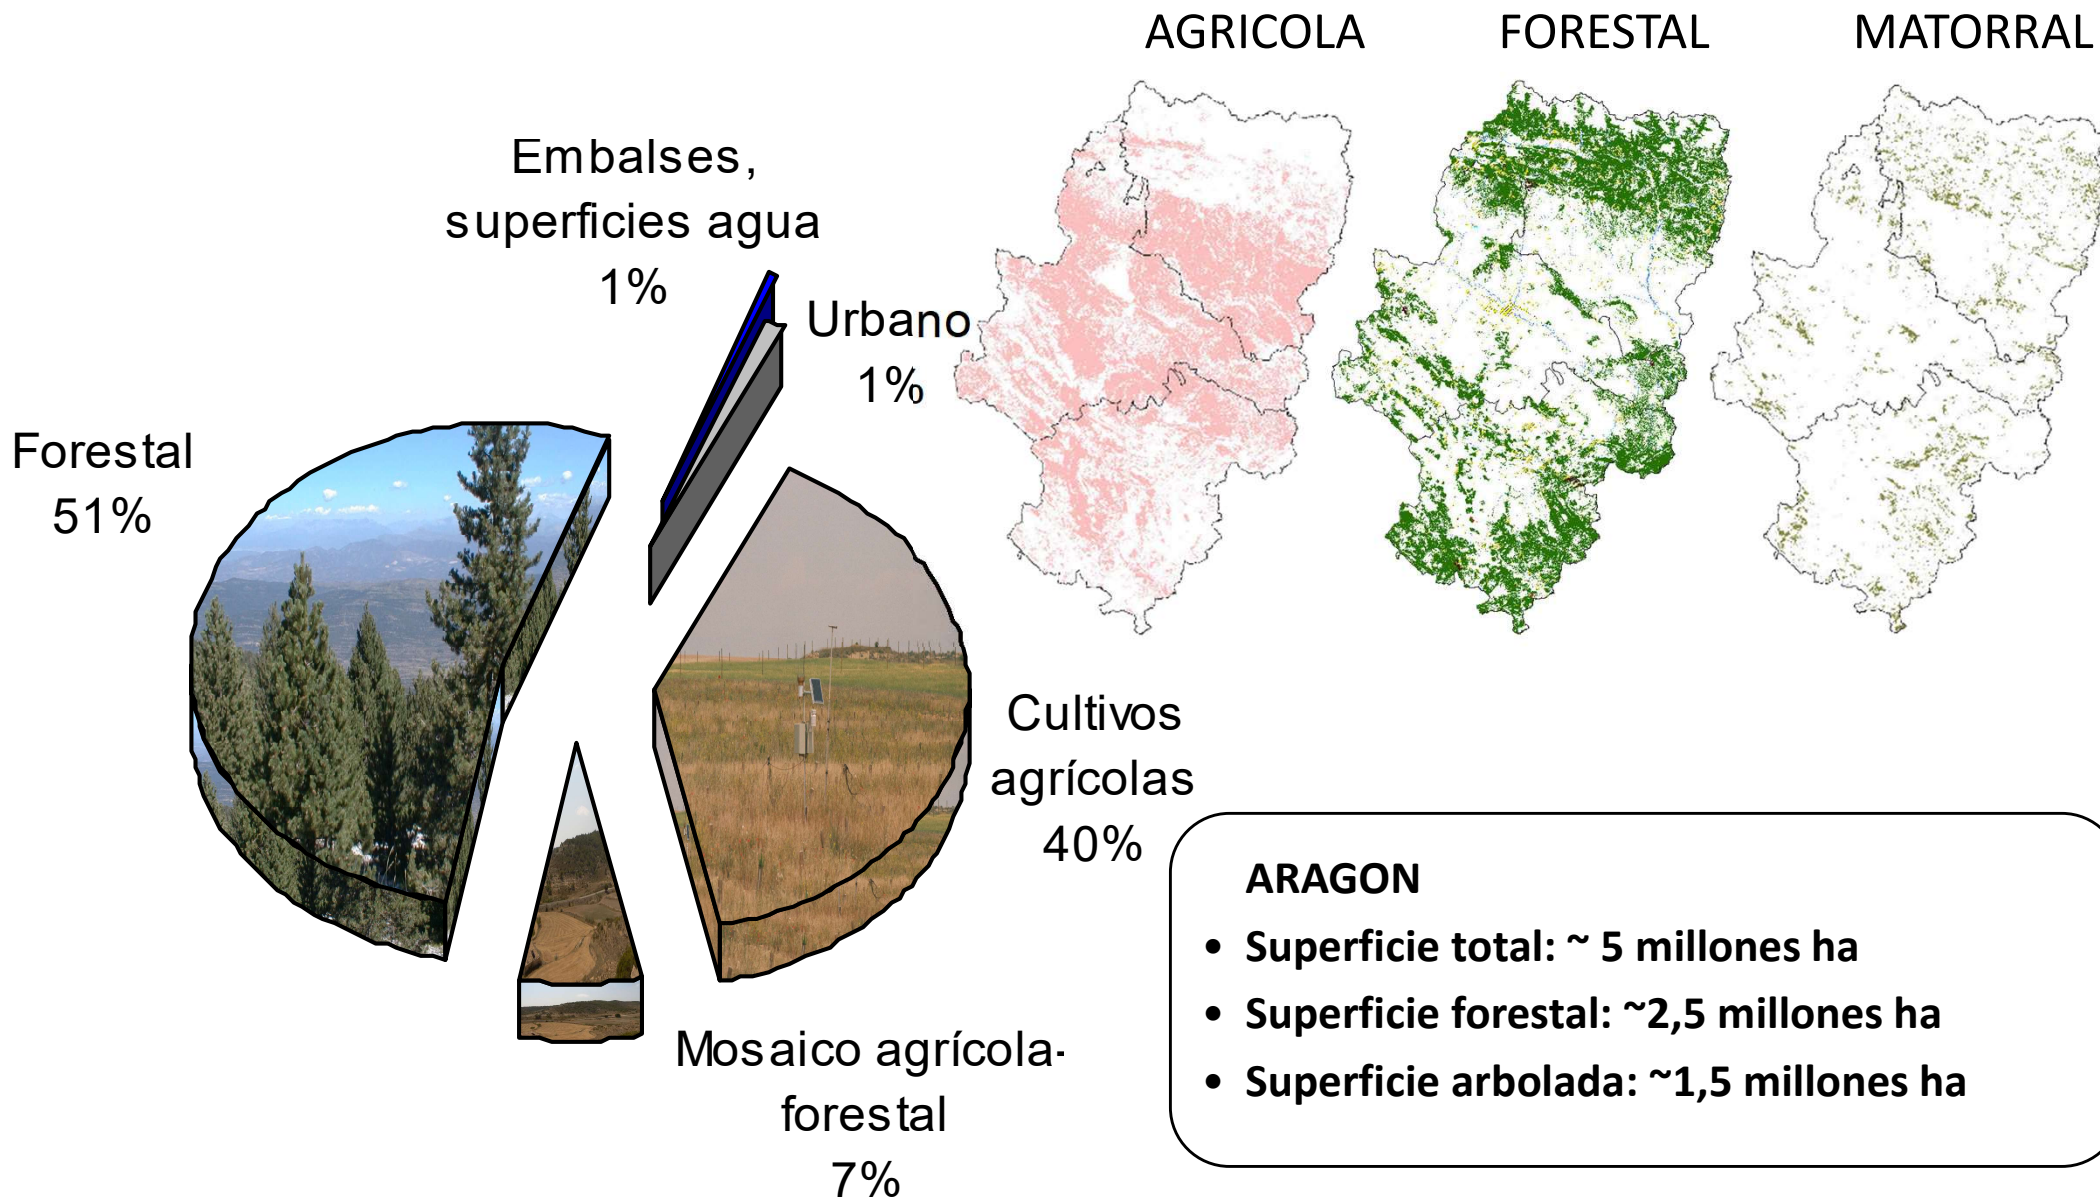 AGRICOLA
FORESTAL
MATORRAL
Embalses,
superficies agua
1%
Urbano
1%
Forestal
51%
Cultivos
agrícolas
40%
Mosaico agrícola-
forestal
7%
ARAGON
• Superficie total: ~ 5 millones ha
• Superficie forestal: ~2,5 millones ha
• Superficie arbolada: ~1,5 millones ha